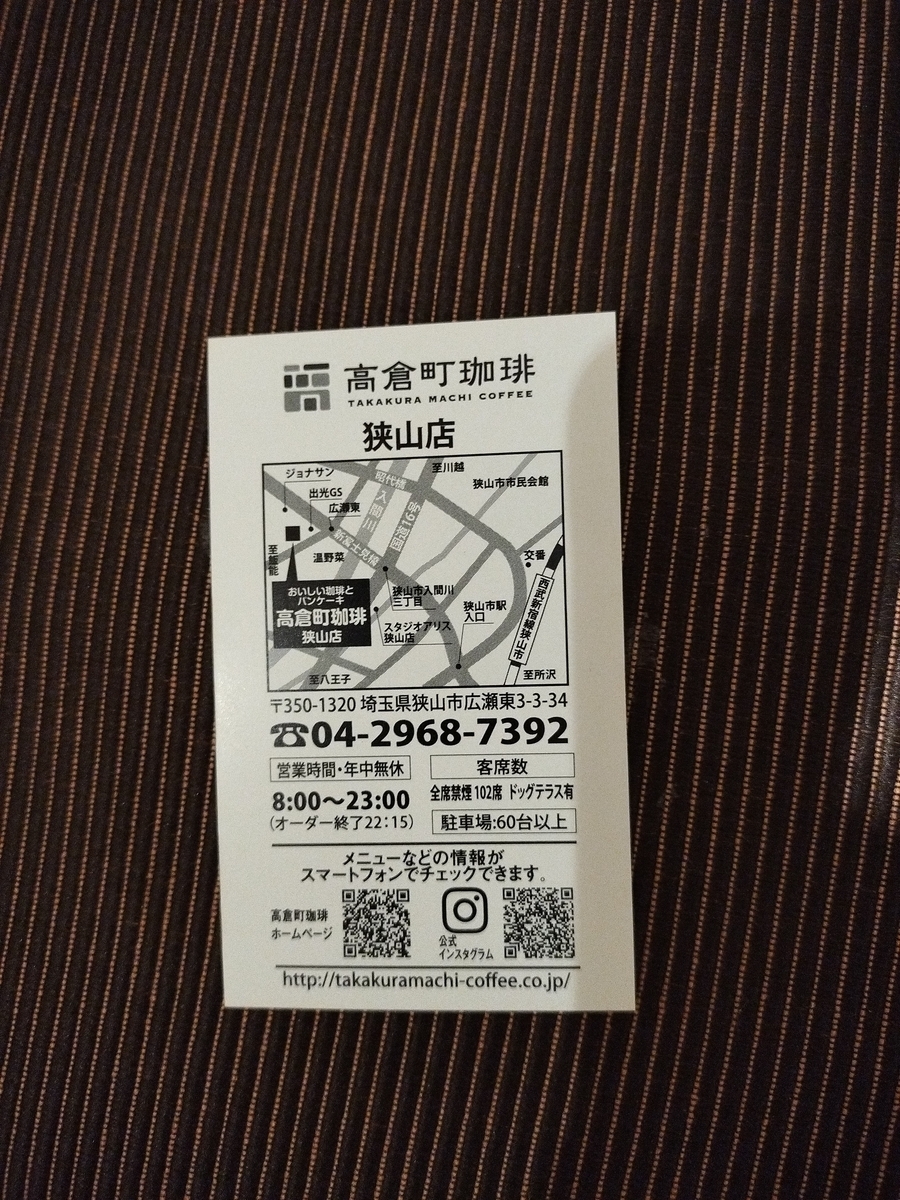 高倉町珈琲
TAKAKURA MACHI COFFEE
狭山店
至川越
ジョナサン
昭代橋
狭山市市民会館
出光GS
入間川
国道16号
広瀬東
新富士見橋
至飯能
温野菜
交番
おいしい珈琲と
パンケーキ
高倉町珈琲
狭山店
狭山市入間川
三丁目
スタジオアリス
狭山店
狭山市駅
入口
西武新宿線狭山市
至八王子
至所沢
〒350-1320 埼玉県狭山市広瀬東3-3-34
☎04-2968-7392
営業時間・年中無休
8:00〜23:00
(オーダー終了22:15)
客席数
全席禁煙102席 ドッグテラス有
駐車場:60台以上
メニューなどの情報が
スマートフォンでチェックできます。
高倉町珈琲
ホームページ
公式
インスタグラム
http://takakuramachi-coffee.co.jp/